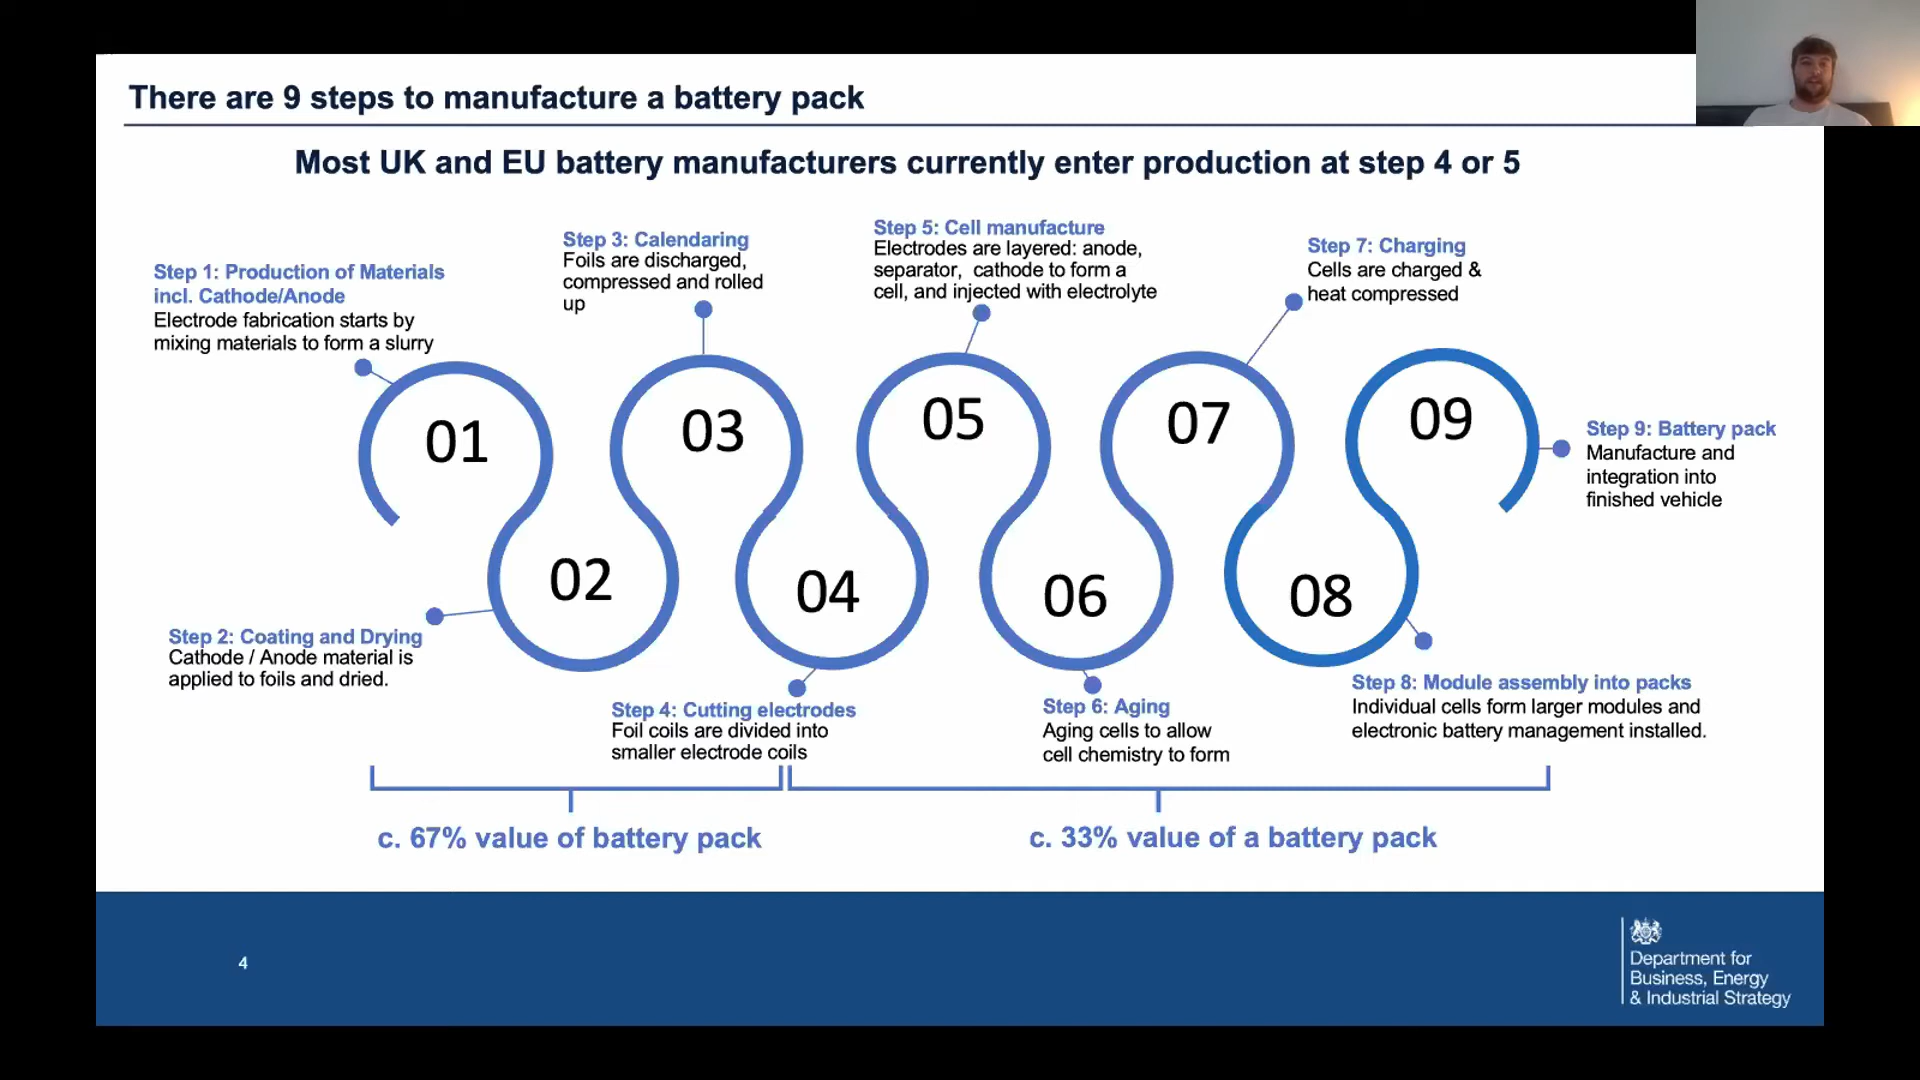 There are 9 steps to manufacture a battery pack
Most UK and EU battery manufacturers currently enter production at step 4 or 5
Step 1: Production of Materials
incl. Cathode/Anode
Electrode fabrication starts by
mixing materials to form a slurry
Step 3: Calendaring
Foils are discharged,
compressed and rolled
up
Step 5: Cell manufacture
Electrodes are layered: anode,
separator, cathode to form a
cell, and injected with electrolyte
Step 7: Charging
Cells are charged &
heat compressed
01
03
05
07
09
Step 9: Battery pack
Manufacture and
integration into
finished vehicle
02
04
06
08
Step 2: Coating and Drying
Cathode / Anode material is
applied to foils and dried.
Step 4: Cutting electrodes
Foil coils are divided into
smaller electrode coils
Step 6: Aging
Aging cells to allow
cell chemistry to form
Step 8: Module assembly into packs
Individual cells form larger modules and
electronic battery management installed.
c. 67% value of battery pack
c. 33% value of a battery pack
4
Department for
Business, Energy
& Industrial Strategy